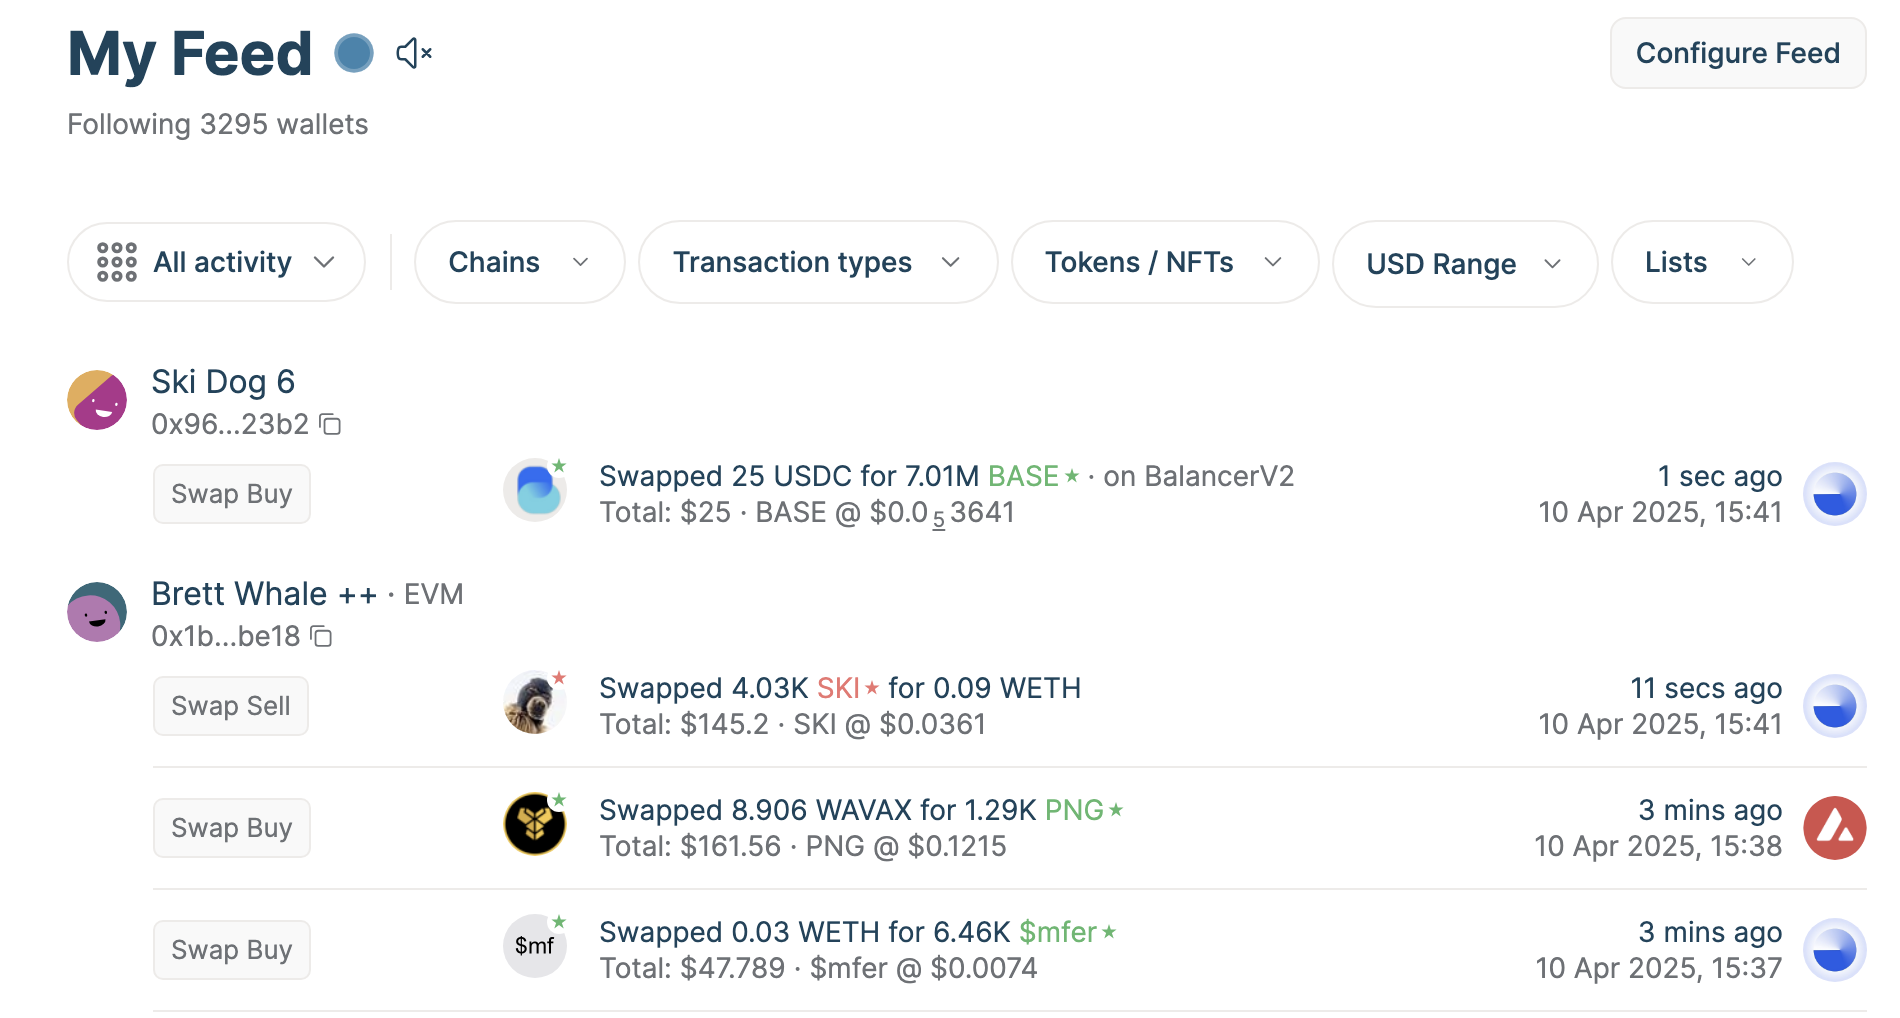 My Feed
Configure Feed
Following 3295 wallets
All activity
Chains
Transaction types
Tokens / NFTs
USD Range
Lists
Ski Dog 6
0x96...23b2
Swap Buy
Swapped 25 USDC for 7.01M BASE★ · on BalancerV2
Total: $25 · BASE @ $0.0₅3641
1 sec ago
10 Apr 2025, 15:41
Brett Whale ++ · EVM
0x1b...be18
Swap Sell
Swapped 4.03K SKI★ for 0.09 WETH
Total: $145.2 · SKI @ $0.0361
11 secs ago
10 Apr 2025, 15:41
Swap Buy
Swapped 8.906 WAVAX for 1.29K PNG★
Total: $161.56 · PNG @ $0.1215
3 mins ago
10 Apr 2025, 15:38
Swap Buy
$mf
Swapped 0.03 WETH for 6.46K $mfer★
Total: $47.789 · $mfer @ $0.0074
3 mins ago
10 Apr 2025, 15:37